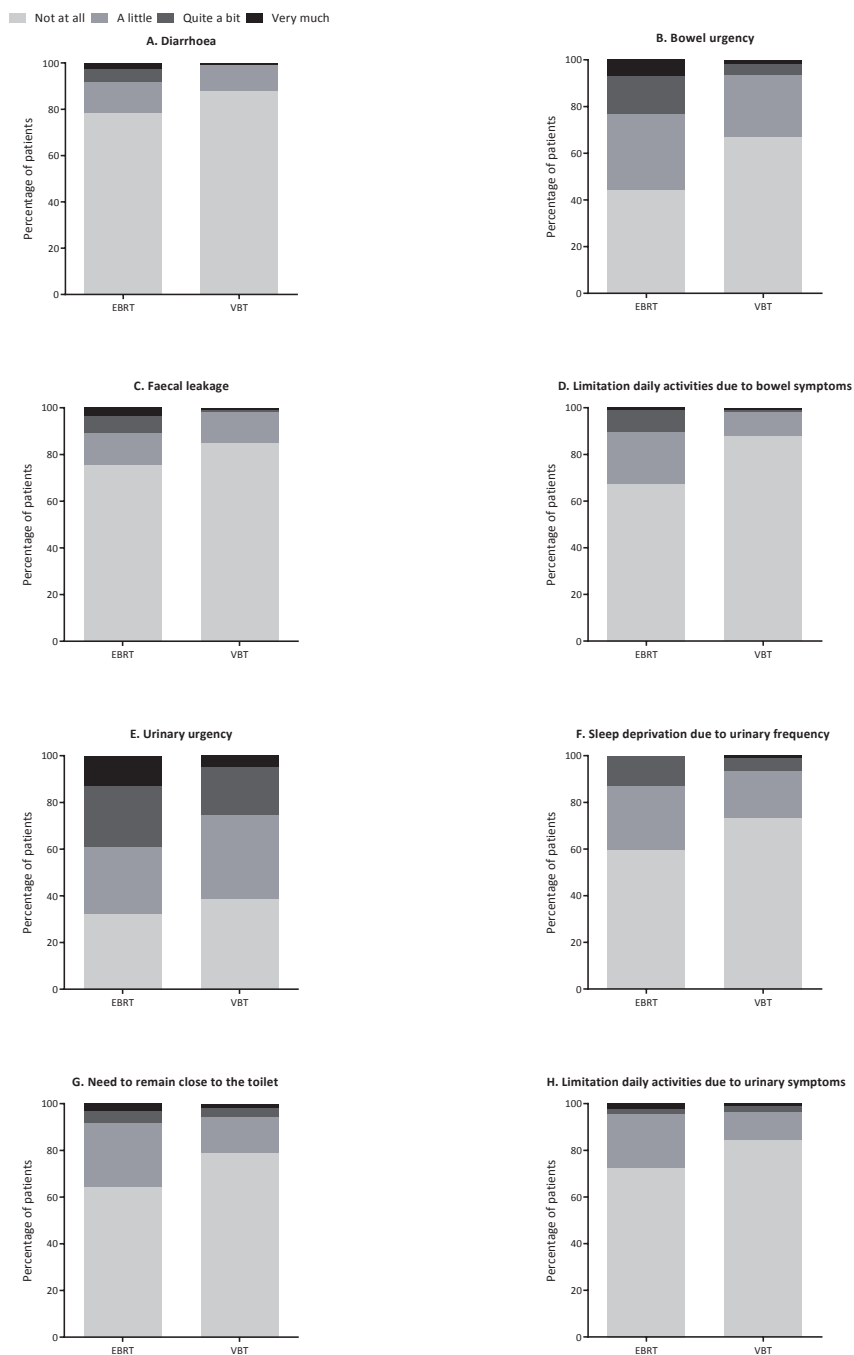 Not at all A little Quite a bit Very much
A. Diarrhoea
Percentage of patients
100
80
60
40
20
0
EBRT VBT
B. Bowel urgency
Percentage of patients
100
80
60
40
20
0
EBRT VBT
C. Faecal leakage
Percentage of patients
100
80
60
40
20
0
EBRT VBT
D. Limitation daily activities due to bowel symptoms
Percentage of patients
100
80
60
40
20
0
EBRT VBT
E. Urinary urgency
Percentage of patients
100
80
60
40
20
0
EBRT VBT
F. Sleep deprivation due to urinary frequency
Percentage of patients
100
80
60
40
20
0
EBRT VBT
G. Need to remain close to the toilet
Percentage of patients
100
80
60
40
20
0
EBRT VBT
H. Limitation daily activities due to urinary symptoms
Percentage of patients
100
80
60
40
20
0
EBRT VBT